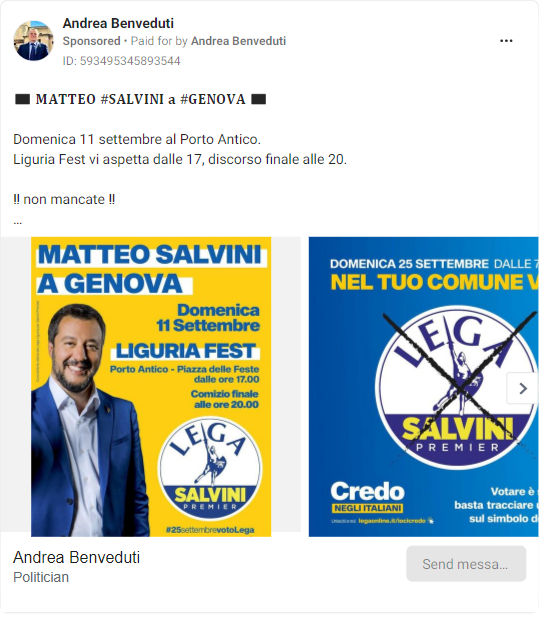 Andrea Benveduti
Sponsored • Paid for by Andrea Benveduti
ID: 593495345893544
MATTEO #SALVINI a #GENOVA
Domenica 11 settembre al Porto Antico.
Liguria Fest vi aspetta dalle 17, discorso finale alle 20.
!! non mancate !!
...
MATTEO SALVINI
A GENOVA
Domenica
11 Settembre
LIGURIA FEST
Porto Antico - Piazza delle Feste
dalle ore 17.00
Comizio finale
alle ore 20.00
LEGA
SALVINI
PREMIER
#25settembrevotoLega
DOMENICA 25 SETTEMBRE DALLE 7
NEL TUO COMUNE V
LEGA
SALVINI
PREMIER
Credo
NEGLI ITALIANI
legaonline.it/iocicredo
Votare è
basta tracciare
sul simbolo d
Andrea Benveduti
Politician
Send messa...